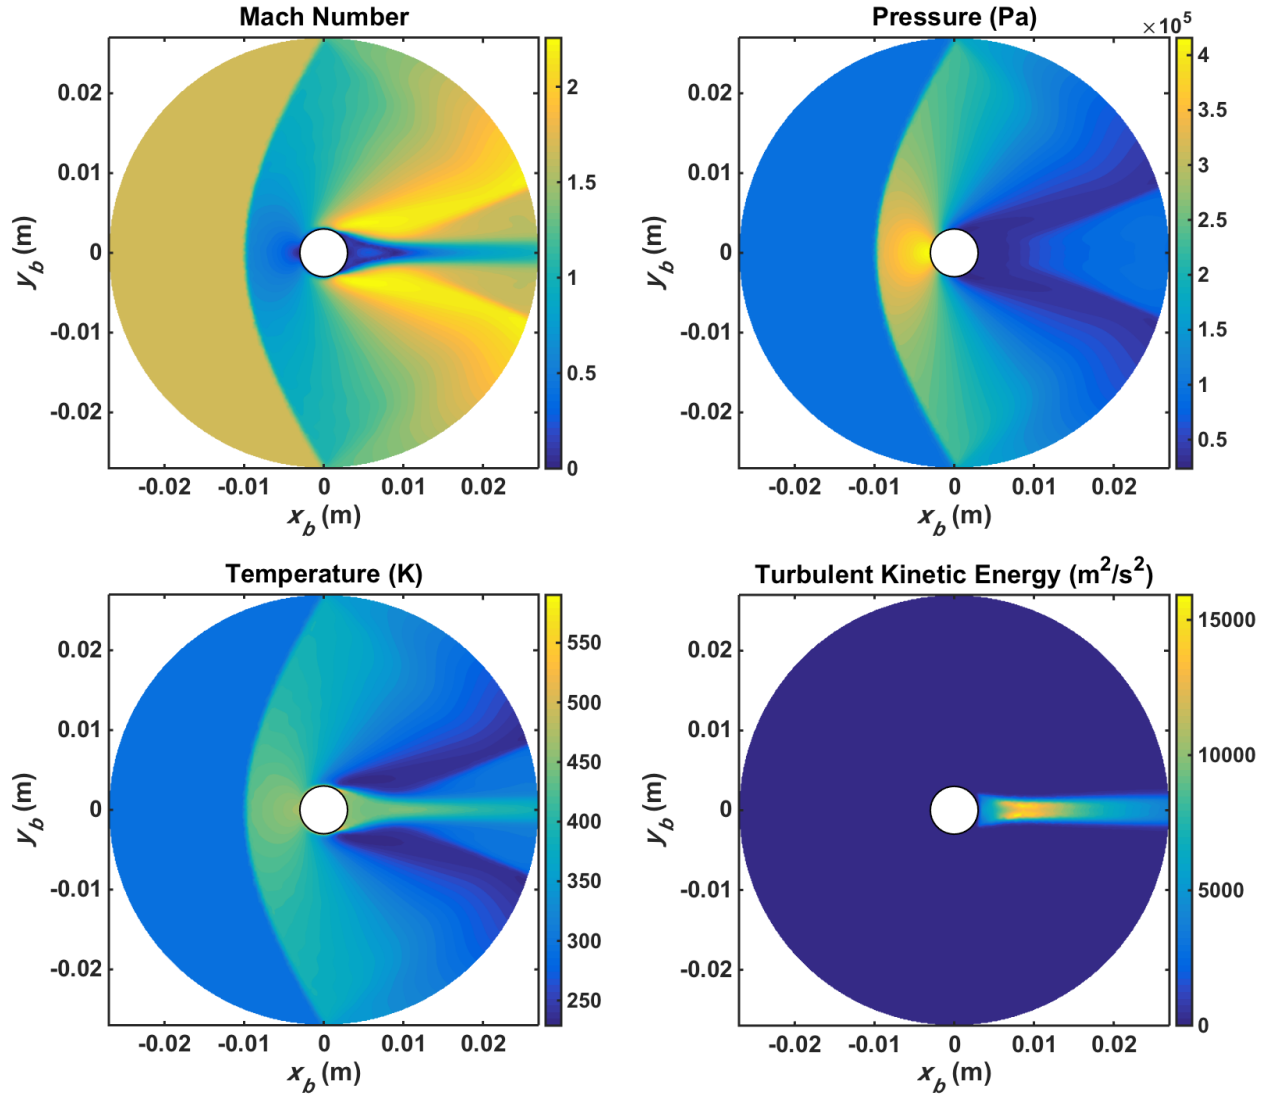 Mach Number
0.02
0.01
0
-0.01
-0.02
y_b (m)
-0.02 -0.01 0 0.01 0.02
x_b (m)
2
1.5
1
0.5
0
Pressure (Pa)
×10^5
0.02
0.01
0
-0.01
-0.02
y_b (m)
-0.02 -0.01 0 0.01 0.02
x_b (m)
4
3.5
3
2.5
2
1.5
1
0.5
Temperature (K)
0.02
0.01
0
-0.01
-0.02
y_b (m)
-0.02 -0.01 0 0.01 0.02
x_b (m)
550
500
450
400
350
300
250
Turbulent Kinetic Energy (m^2/s^2)
0.02
0.01
0
-0.01
-0.02
y_b (m)
-0.02 -0.01 0 0.01 0.02
x_b (m)
15000
10000
5000
0